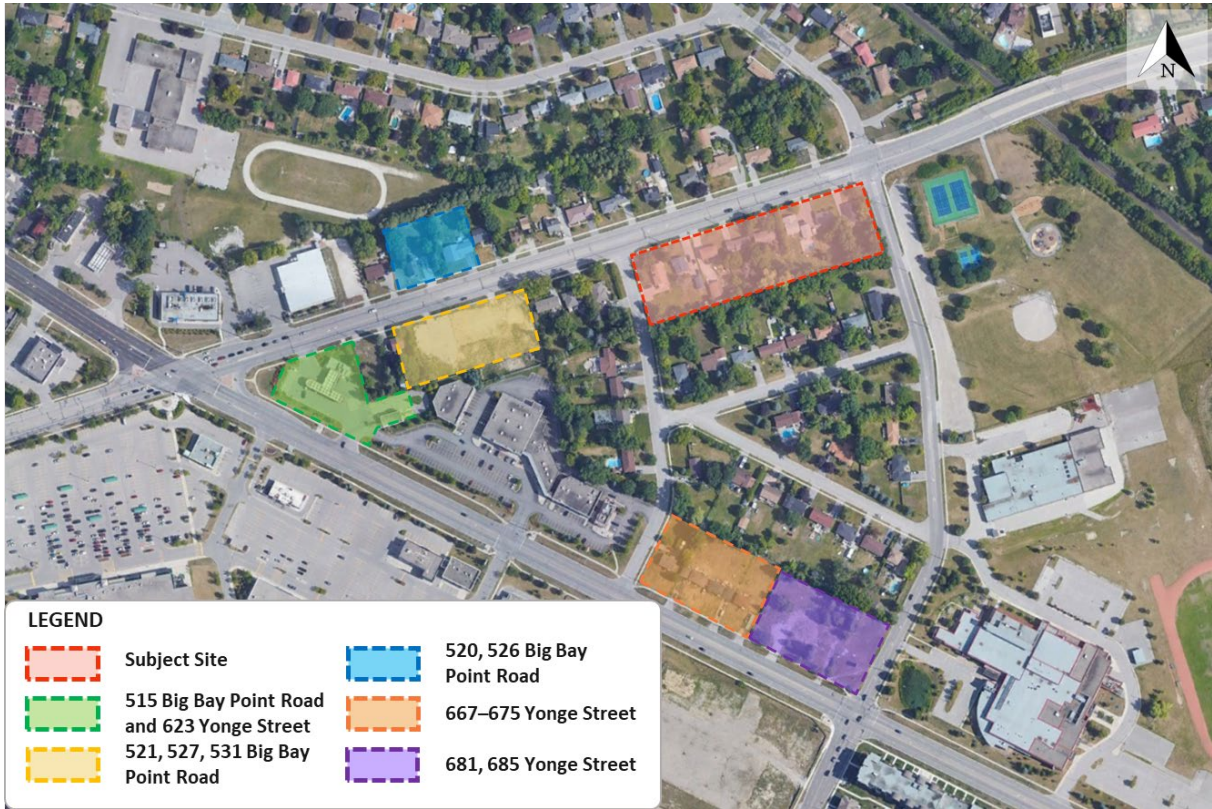 N
LEGEND
Subject Site
515 Big Bay Point Road
and 623 Yonge Street
521, 527, 531 Big Bay
Point Road
520, 526 Big Bay
Point Road
667–675 Yonge Street
681, 685 Yonge Street